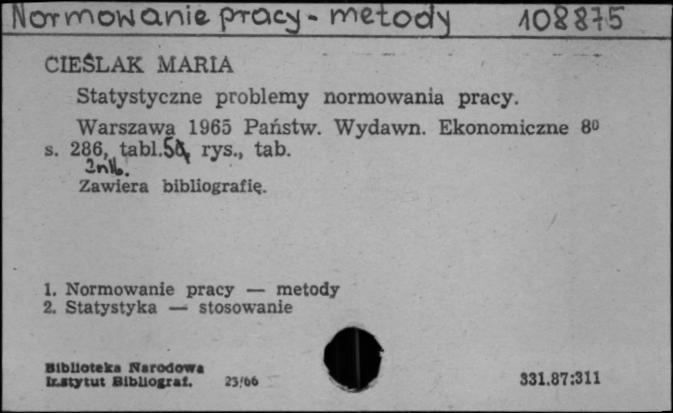 Normowanie pracy - metody 108875
CIEŚLAK MARIA
Statystyczne problemy normowania pracy.
Warszawa 1965 Państw. Wydawn. Ekonomiczne 8⁰
s. 286, tabl. rys., tab.
Zawiera bibliografię.
1. Normowanie pracy — metody
2. Statystyka — stosowanie
Biblioteka Narodowa
Instytut Bibliograf. 23/66
331.87:311